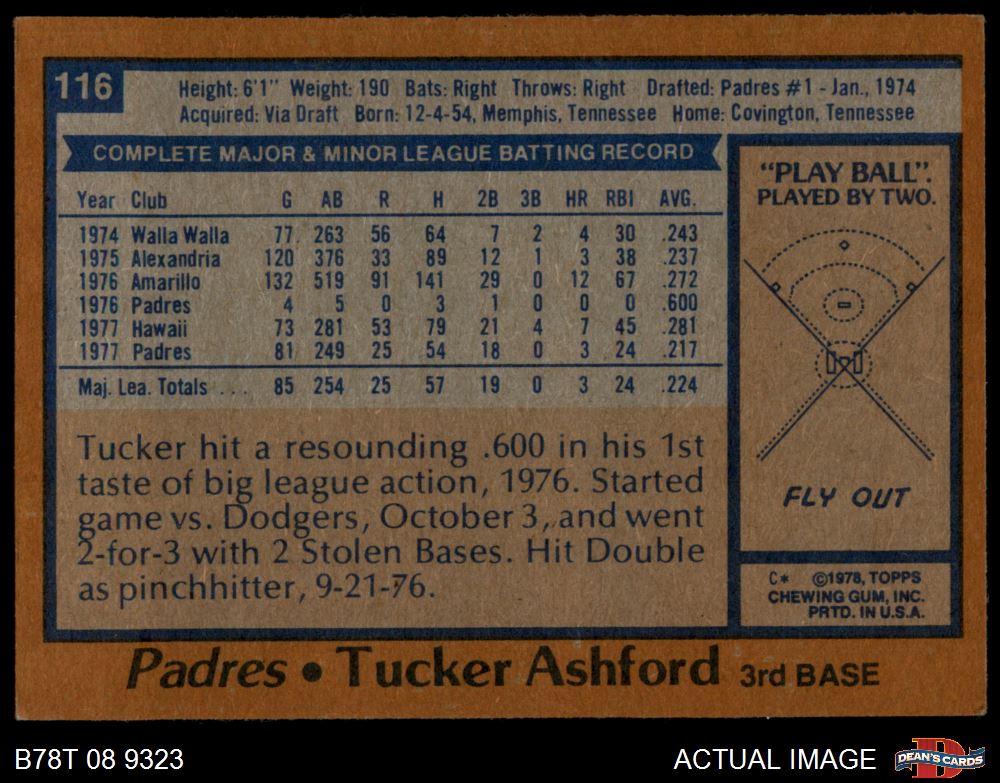 116
Height: 6'1" Weight: 190 Bats: Right Throws: Right Drafted: Padres #1 - Jan., 1974
Acquired: Via Draft Born: 12-4-54, Memphis, Tennessee Home: Covington, Tennessee
COMPLETE MAJOR & MINOR LEAGUE BATTING RECORD
Year Club G AB R H 2B 3B HR RBI AVG.
1974 Walla Walla 77 263 56 64 7 2 4 30 .243
1975 Alexandria 120 376 33 89 12 1 3 38 .237
1976 Amarillo 132 519 91 141 29 0 12 67 .272
1976 Padres 4 5 0 3 1 0 0 0 .600
1977 Hawaii 73 281 53 79 21 4 7 45 .281
1977 Padres 81 249 25 54 18 0 3 24 .217
Maj. Lea. Totals ... 85 254 25 57 19 0 3 24 .224
Tucker hit a resounding .600 in his 1st
taste of big league action, 1976. Started
game vs. Dodgers, October 3, and went
2-for-3 with 2 Stolen Bases. Hit Double
as pinchhitter, 9-21-76.
"PLAY BALL".
PLAYED BY TWO.
FLY OUT
C* ©1978, TOPPS
CHEWING GUM, INC.
PRTD. IN U.S.A.
Padres • Tucker Ashford 3rd BASE
B78T 08 9323
ACTUAL IMAGE
D
DEAN'S CARDS